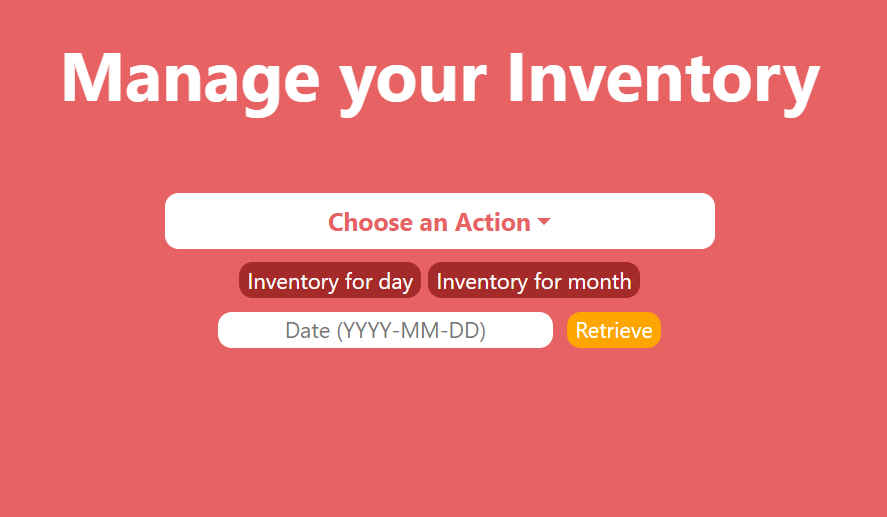 Manage your Inventory
Choose an Action
Inventory for day Inventory for month
Date (YYYY-MM-DD) Retrieve